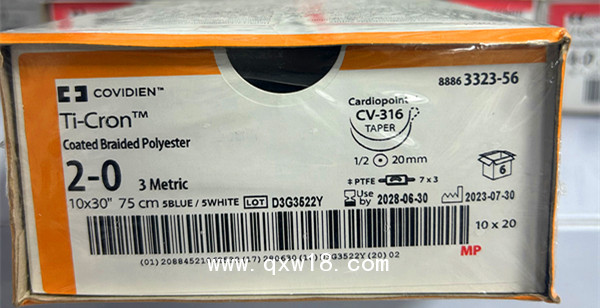 COVIDIEN™
8886 3323-56
Ti-Cron™
Coated Braided Polyester
Cardiopoint
CV-316
TAPER
1/2 20mm
6
2-0 3 Metric
‡ PTFE 7 x 3
10x30" 75 cm 5BLUE / 5WHITE LOT D3G3522Y
Use by 2028-06-30 2023-07-30
10 x 20
MP
www.qxw18.com